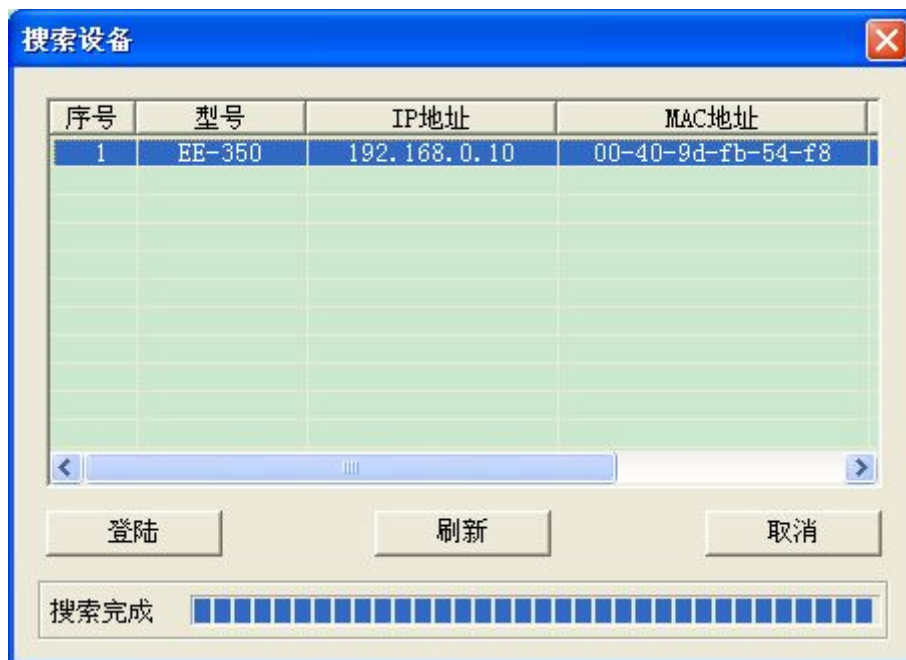 搜索设备
序号 型号 IP地址 MAC地址
1 EE-350 192.168.0.10 00-40-9d-fb-54-f8
登陆 刷新 取消
搜索完成